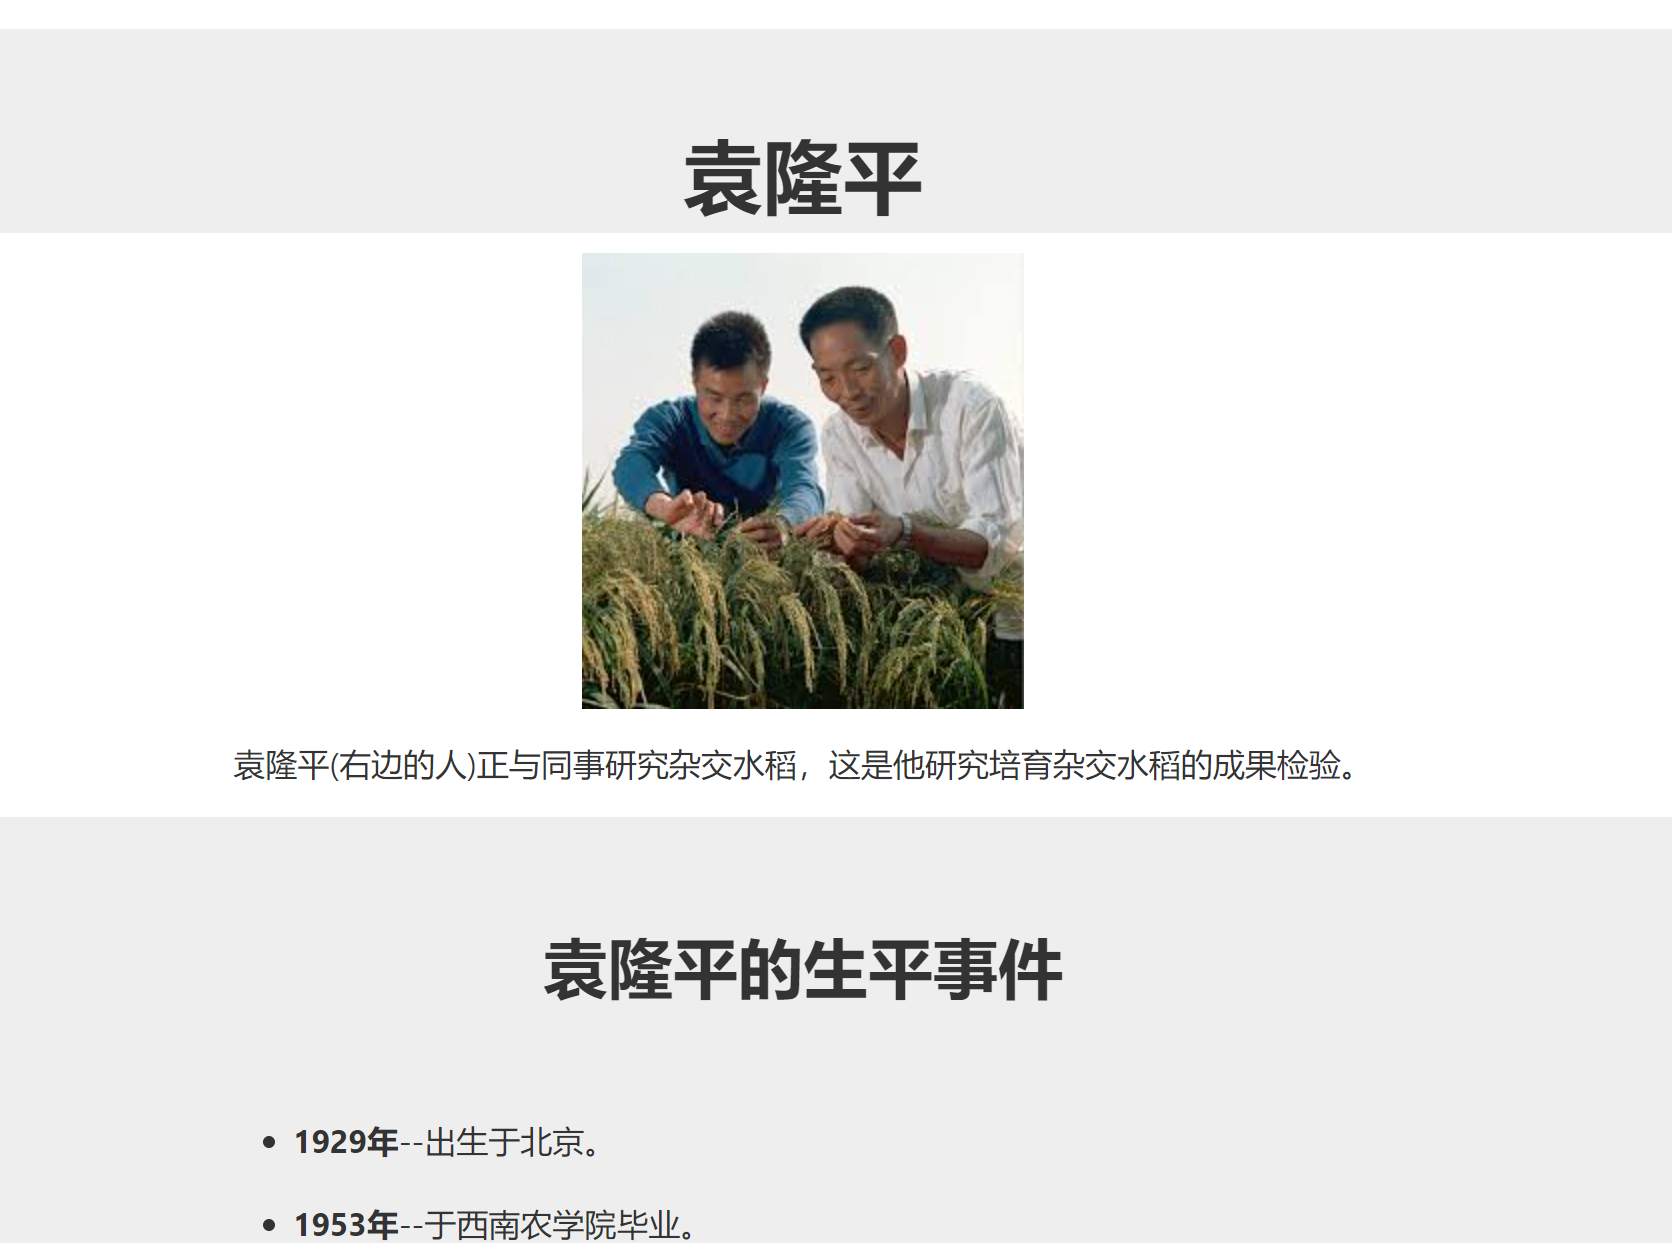 袁隆平
袁隆平(右边的人)正与同事研究杂交水稻，这是他研究培育杂交水稻的成果检验。
袁隆平的生平事件
1929年--出生于北京。
1953年--于西南农学院毕业。